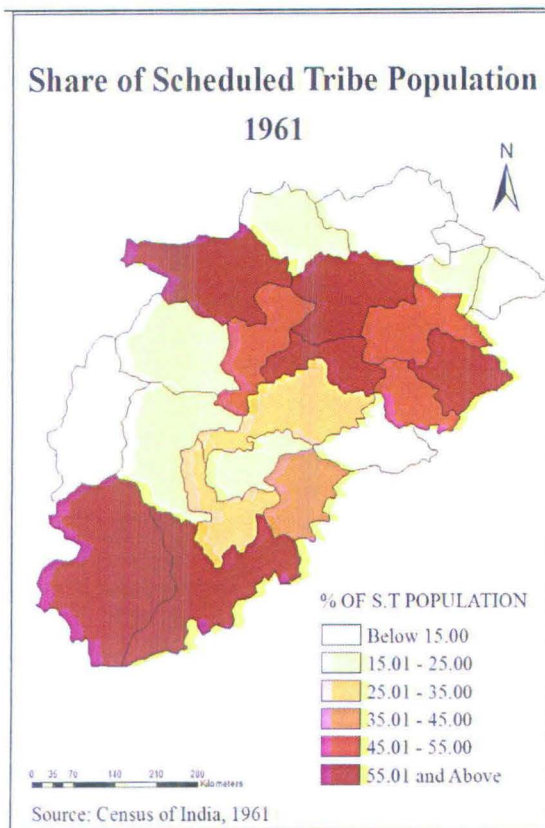 Share of Scheduled Tribe Population
1961
N
% OF S.T POPULATION
Below 15.00
15.01 - 25.00
25.01 - 35.00
35.01 - 45.00
45.01 - 55.00
55.01 and Above
0 35 70 140 210 280
Kilometers
Source: Census of India, 1961